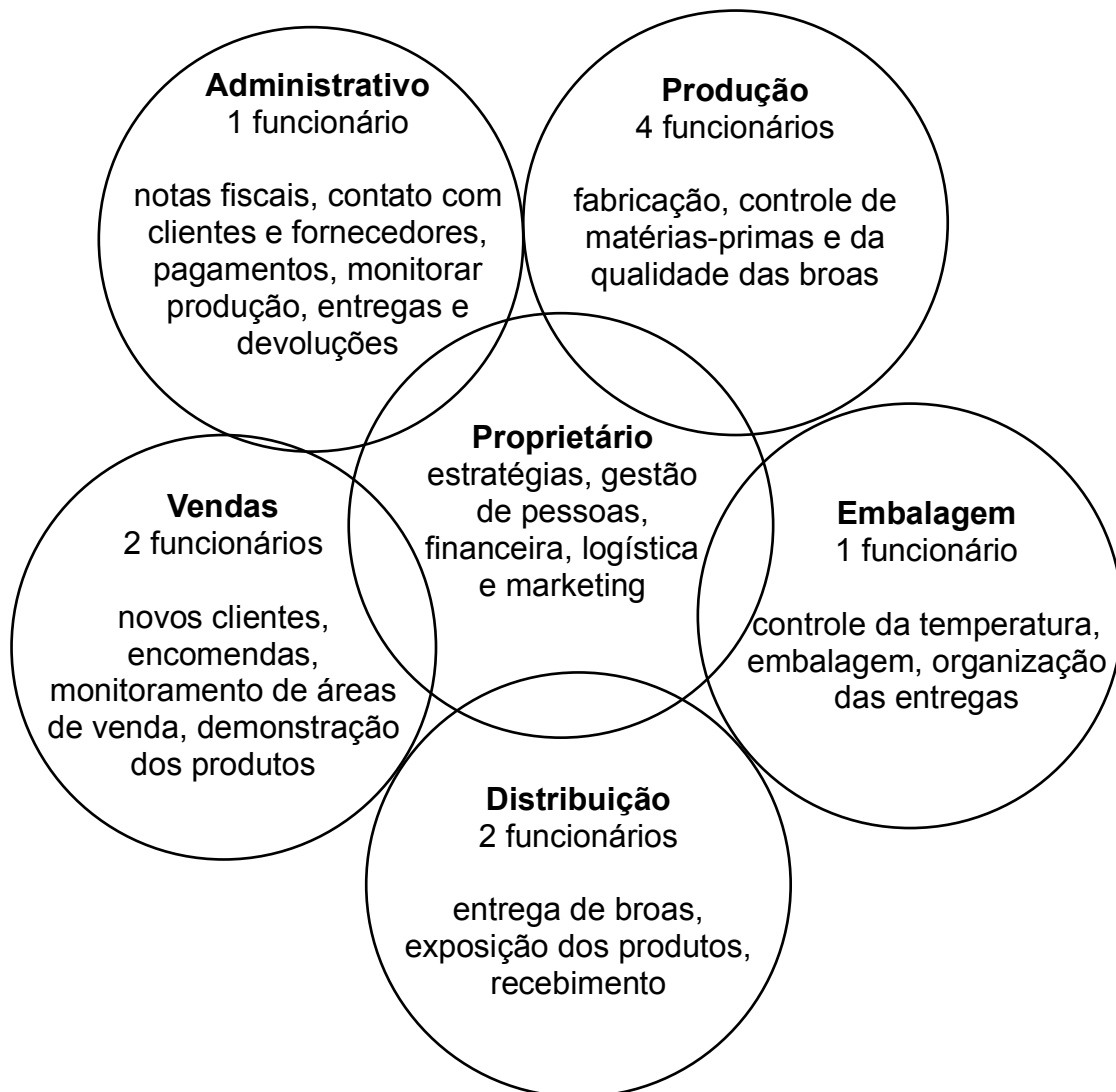 Administrativo
1 funcionário
notas fiscais, contato com
clientes e fornecedores,
pagamentos, monitorar
produção, entregas e
devoluções
Produção
4 funcionários
fabricação, controle de
matérias-primas e da
qualidade das broas
Proprietário
estratégias, gestão
de pessoas,
financeira, logística
e marketing
Vendas
2 funcionários
novos clientes,
encomendas,
monitoramento de áreas
de venda, demonstração
dos produtos
Embalagem
1 funcionário
controle da temperatura,
embalagem, organização
das entregas
Distribuição
2 funcionários
entrega de broas,
exposição dos produtos,
recebimento